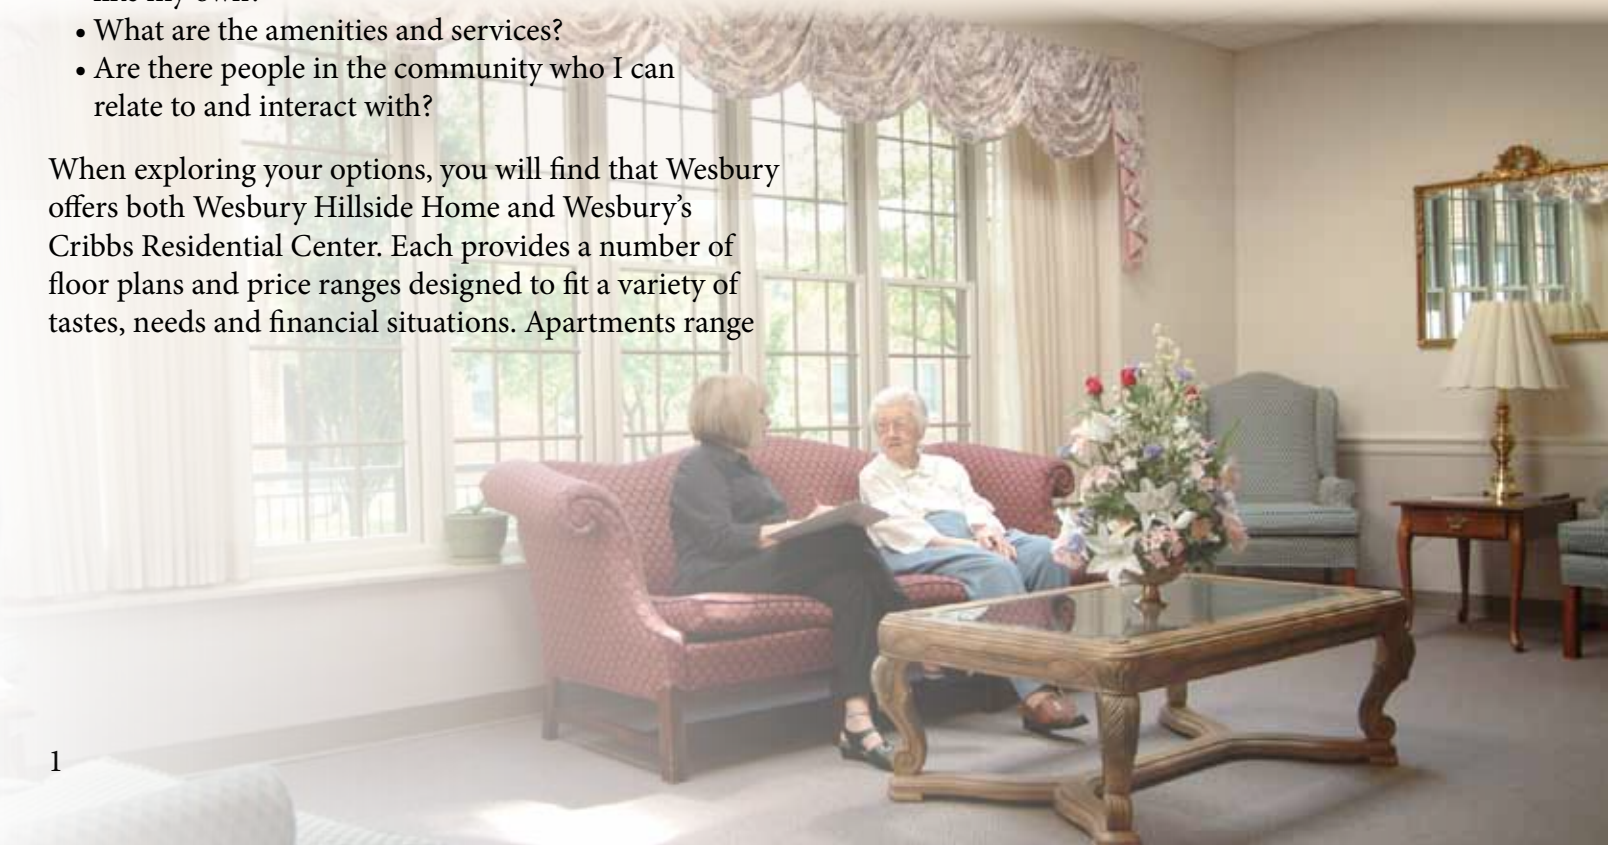 • What are the amenities and services?
• Are there people in the community who I can
relate to and interact with?
When exploring your options, you will find that Wesbury
offers both Wesbury Hillside Home and Wesbury’s
Cribbs Residential Center. Each provides a number of
floor plans and price ranges designed to fit a variety of
tastes, needs and financial situations. Apartments range
1